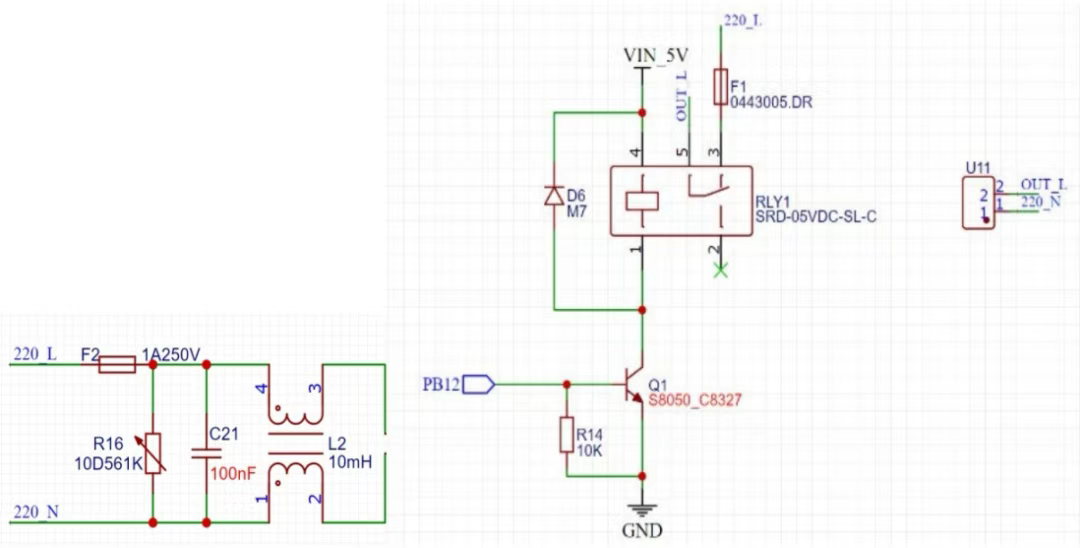 220_L
VIN_5V
OUT_L
F1
0443005.DR
4
5
3
U11
2
2
OUT_L
1
1
220_N
D6
M7
RLY1
SRD-05VDC-SL-C
1
2
220_L
F2
1A250V
4
3
PB12
Q1
S8050_C8327
R16
10D561K
C21
100nF
L2
10mH
R14
10K
1
2
220_N
GND